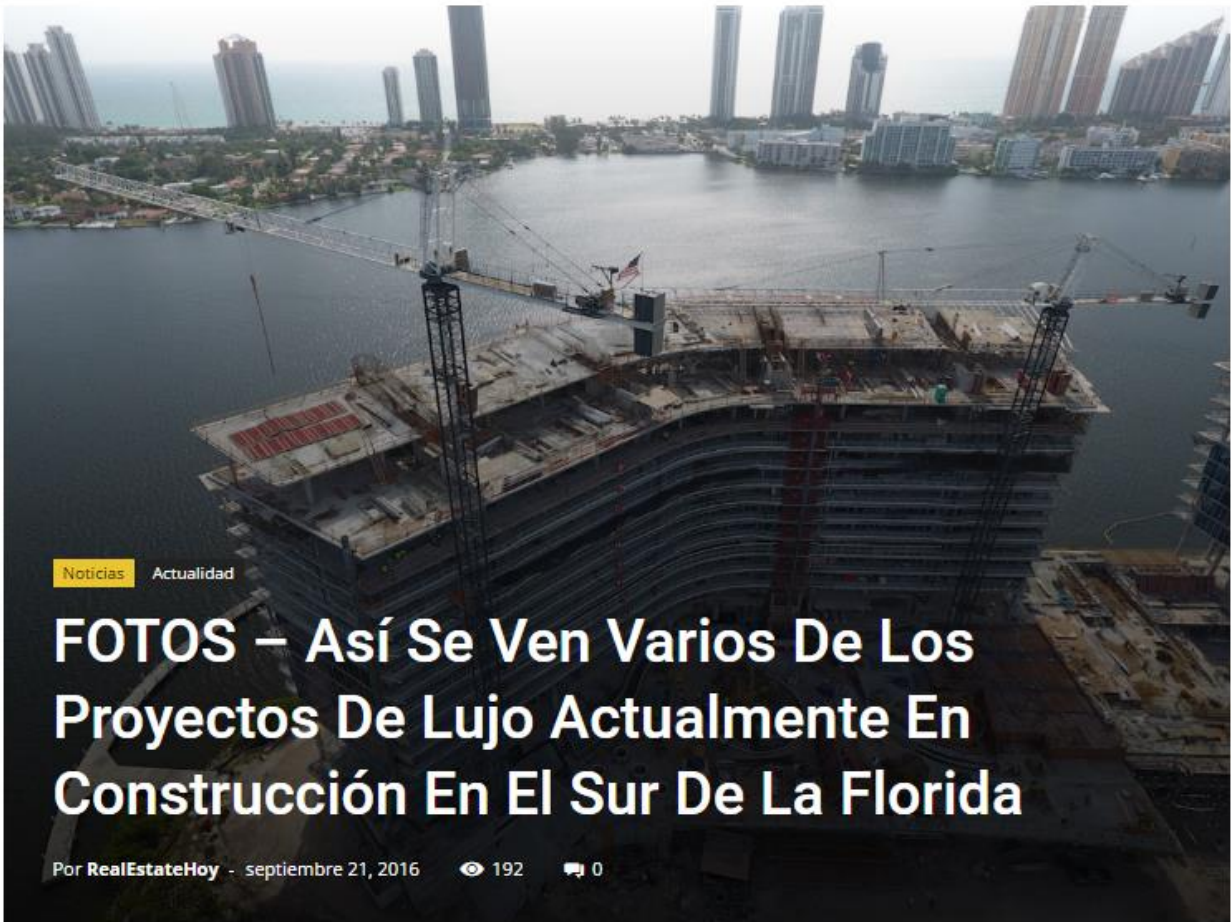 Noticias Actualidad
FOTOS – Así Se Ven Varios De Los
Proyectos De Lujo Actualmente En
Construcción En El Sur De La Florida
Por RealEstateHoy - septiembre 21, 2016 192 0